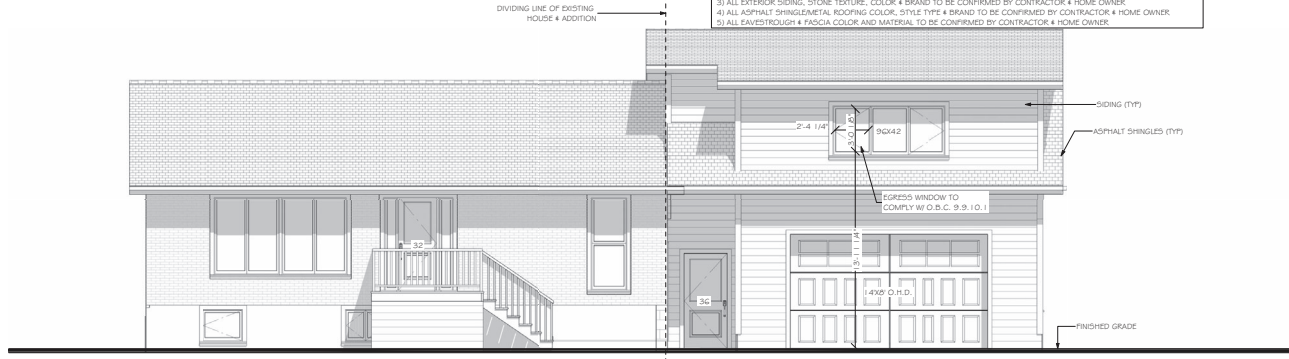 3) ALL EXTERIOR SIDING, STONE TEXTURE, COLOR & BRAND TO BE CONFIRMED BY CONTRACTOR & HOME OWNER
4) ALL ASPHALT SHINGLE/METAL ROOFING COLOR, STYLE TYPE & BRAND TO BE CONFIRMED BY CONTRACTOR & HOME OWNER
5) ALL EAVESTROUGH & FASCIA COLOR AND MATERIAL TO BE CONFIRMED BY CONTRACTOR & HOME OWNER
DIVIDING LINE OF EXISTING
HOUSE & ADDITION
SIDING (TYP)
ASPHALT SHINGLES (TYP)
2'-4 1/4"
3'-0 1/8"
96X42
EGRESS WINDOW TO
COMPLY W/ O.B.C. 9.9.10.1
13'-11 1/4"
32
36
14'X8' O.H.D.
FINISHED GRADE